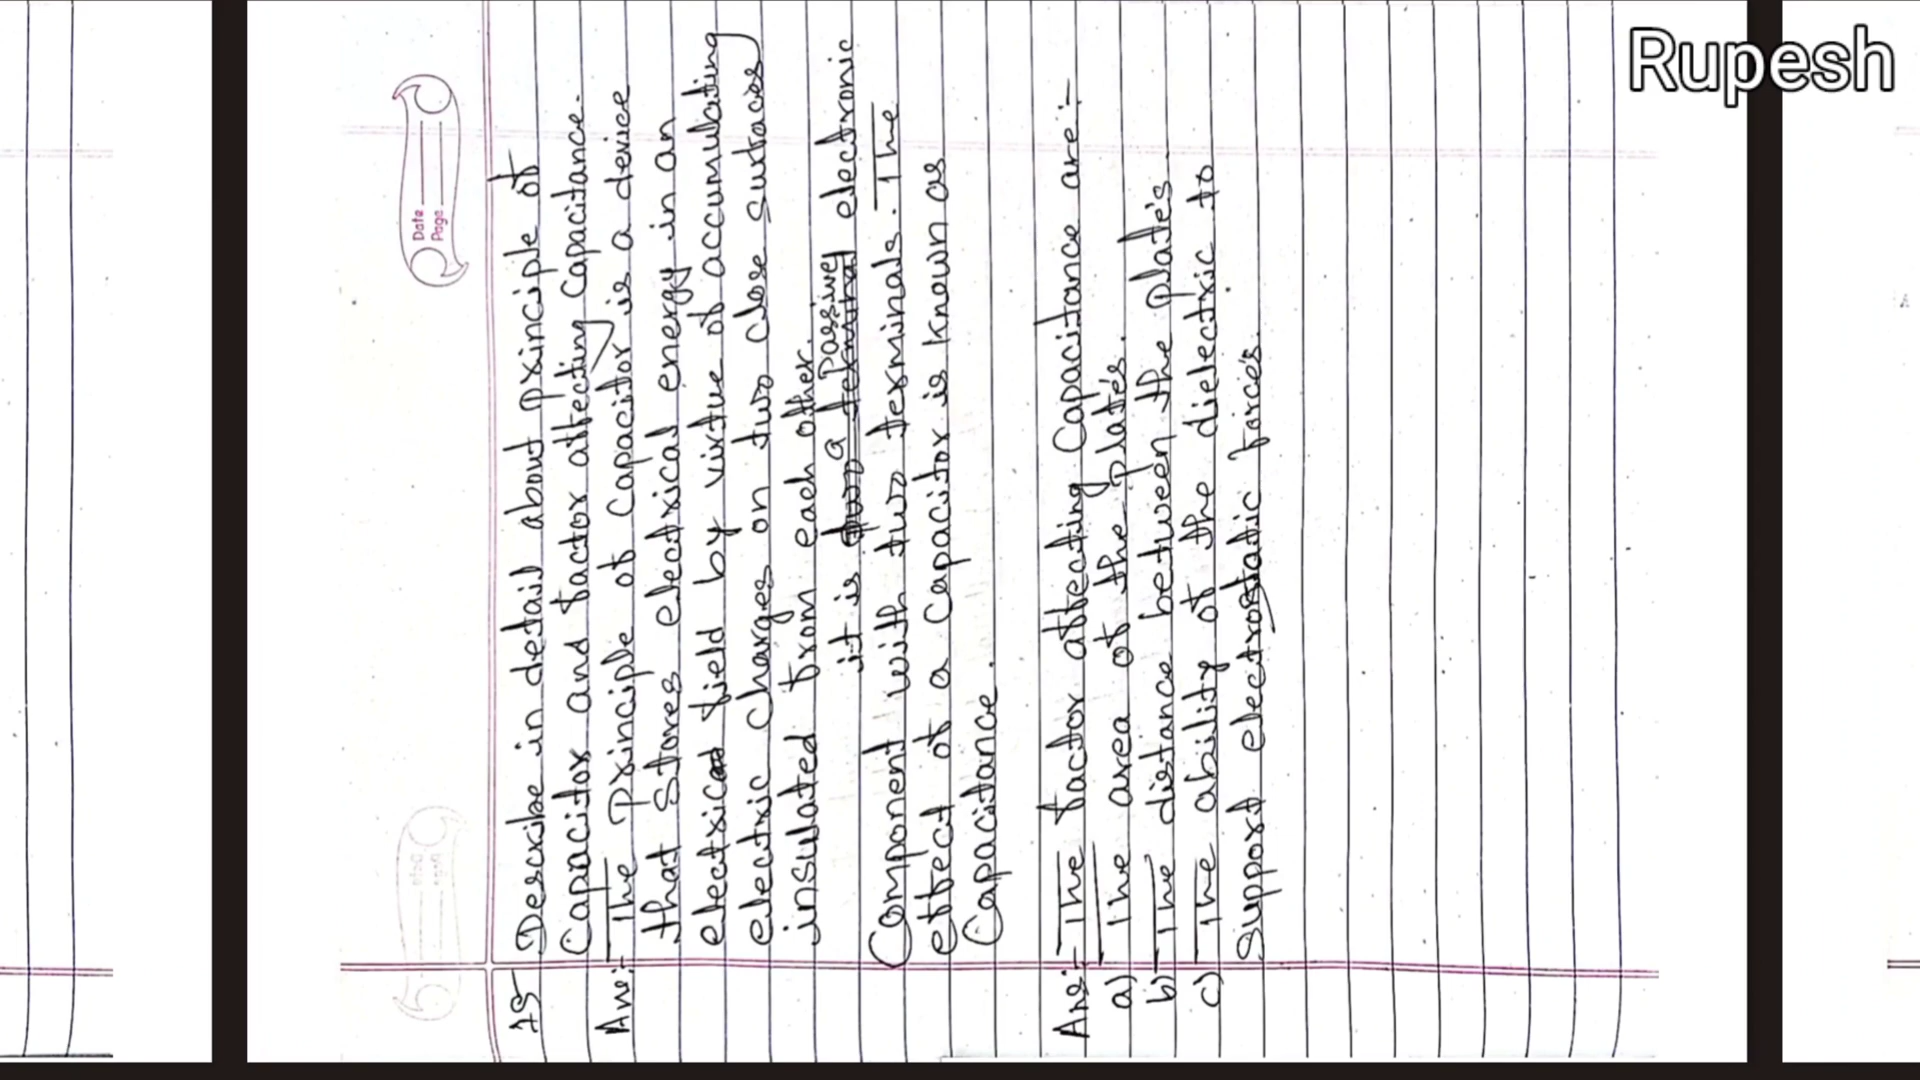 Rupesh
Date
Page
15 Describe in detail about principle of
Capacitor and factor affecting Capacitance.
Ans:- The Principle of Capacitor is a device
that stores electrical energy in an
electrical field by virtue of accumulating
electric charges on two close surfaces
insulated from each other.
it is a Passive electronic
Component with two terminals. The
effect of a capacitor is known as
Capacitance.
Ans:- The factor affecting Capacitance are:-
a) The area of the plate's.
b) The distance between the plate's
c) The ability of the dielectric to
support electrostatic force's.